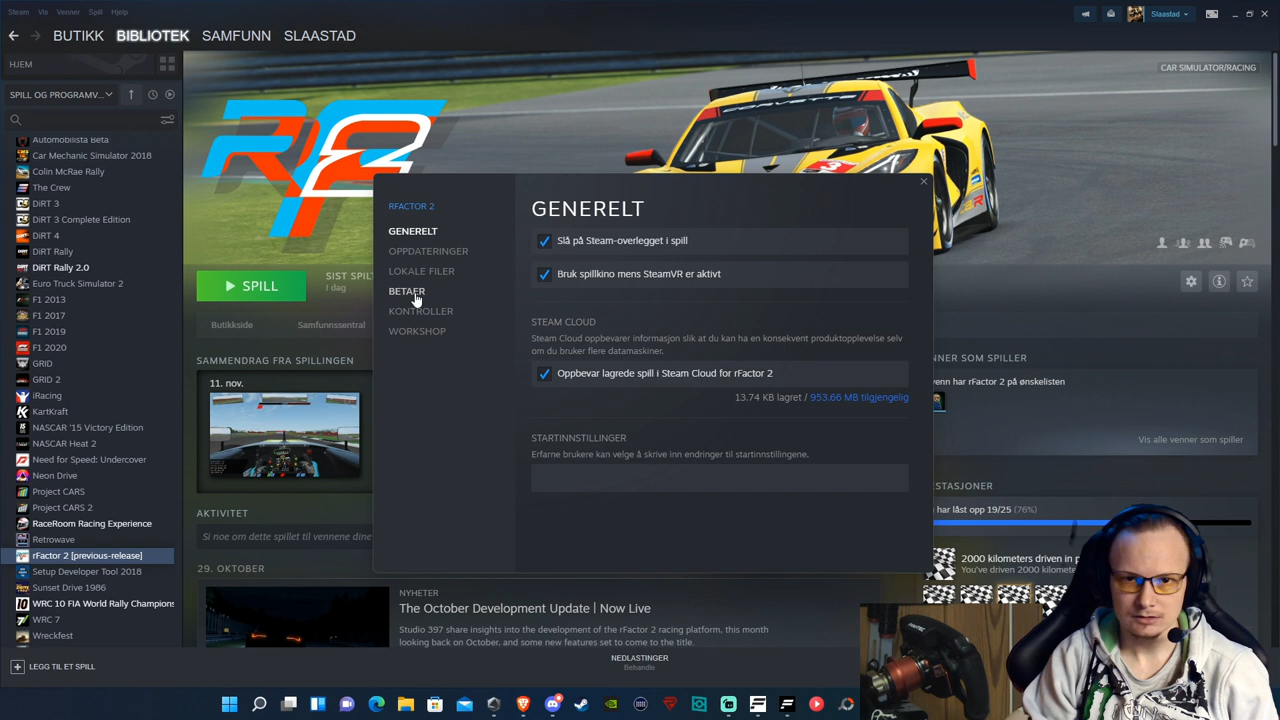 Steam Vis Venner Spill Hjelp
Slaastad
BUTIKK BIBLIOTEK SAMFUNN SLAASTAD
HJEM
CAR SIMULATOR/RACING
SPILL OG PROGRAMV...
Automobilista Beta
Car Mechanic Simulator 2018
Colin McRae Rally
The Crew
DiRT 3
DiRT 3 Complete Edition
DiRT 4
DiRT Rally
DiRT Rally 2.0
Euro Truck Simulator 2
F1 2013
F1 2017
F1 2019
F1 2020
GRID
GRID 2
iRacing
KartKraft
NASCAR '15 Victory Edition
NASCAR Heat 2
Need for Speed: Undercover
Neon Drive
Project CARS
Project CARS 2
RaceRoom Racing Experience
Retrowave
rFactor 2 [previous-release]
Setup Developer Tool 2018
Sunset Drive 1986
WRC 10 FIA World Rally Champions
WRC 7
Wreckfest
LEGG TIL ET SPILL
rF2
CORVETTE
SPILL
SIST SPILT
I dag
Butikkside Samfunnssentral
SAMMENDRAG FRA SPILLINGEN
11. nov.
AKTIVITET
Si noe om dette spillet til vennene dine
29. OKTOBER
NYHETER
The October Development Update | Now Live
Studio 397 share insights into the development of the rFactor 2 racing platform, this month
looking back on October, and some new features set to come to the title.
RFACTOR 2
GENERELT
OPPDATERINGER
LOKALE FILER
BETAER
KONTROLLER
WORKSHOP
GENERELT
Slå på Steam-overlegget i spill
Bruk spillkino mens SteamVR er aktivt
STEAM CLOUD
Steam Cloud oppbevarer informasjon slik at du kan ha en konsekvent produktopplevelse selv
om du bruker flere datamaskiner.
Oppbevar lagrede spill i Steam Cloud for rFactor 2
13.74 KB lagret / 953.66 MB tilgjengelig
STARTINNSTILLINGER
Erfarne brukere kan velge å skrive inn endringer til startinnstillingene.
NNER SOM SPILLER
venn har rFactor 2 på ønskelisten
Vis alle venner som spiller
ESTASJONER
har låst opp 19/25 (76%)
2000 kilometers driven in p
You've driven 2000 kilomete
NEDLASTINGER
Behandle